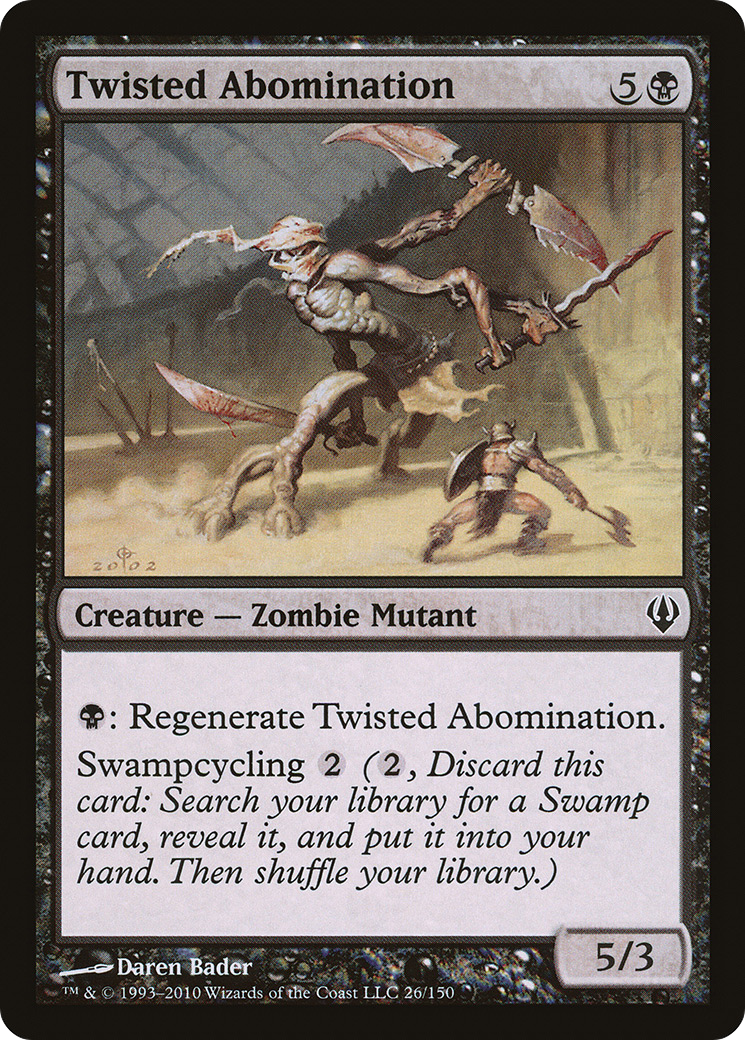 Twisted Abomination 5
2002
Creature — Zombie Mutant
: Regenerate Twisted Abomination.
Swampcycling 2 (2, Discard this
card: Search your library for a Swamp
card, reveal it, and put it into your
hand. Then shuffle your library.)
5/3
Daren Bader
™ & © 1993–2010 Wizards of the Coast LLC 26/150